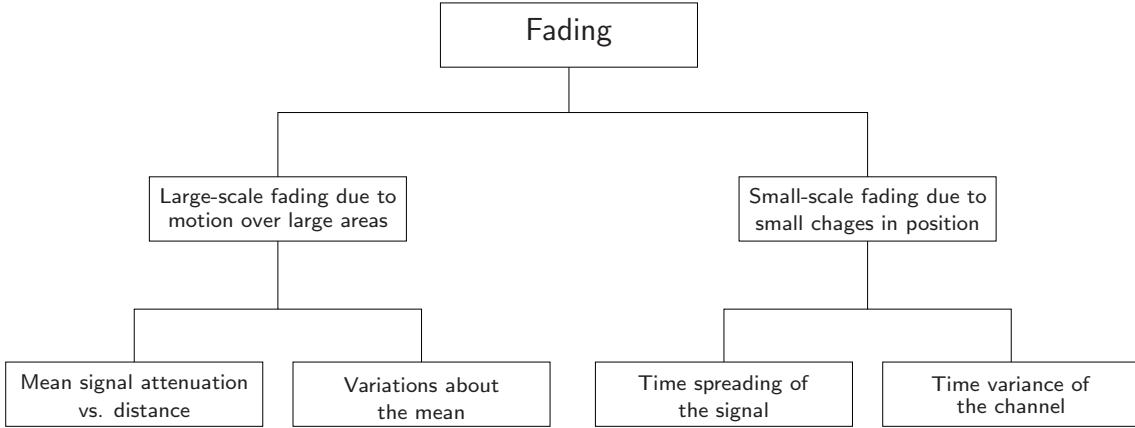 Fading
Large-scale fading due to
motion over large areas
Small-scale fading due to
small chages in position
Mean signal attenuation
vs. distance
Variations about
the mean
Time spreading of
the signal
Time variance of
the channel